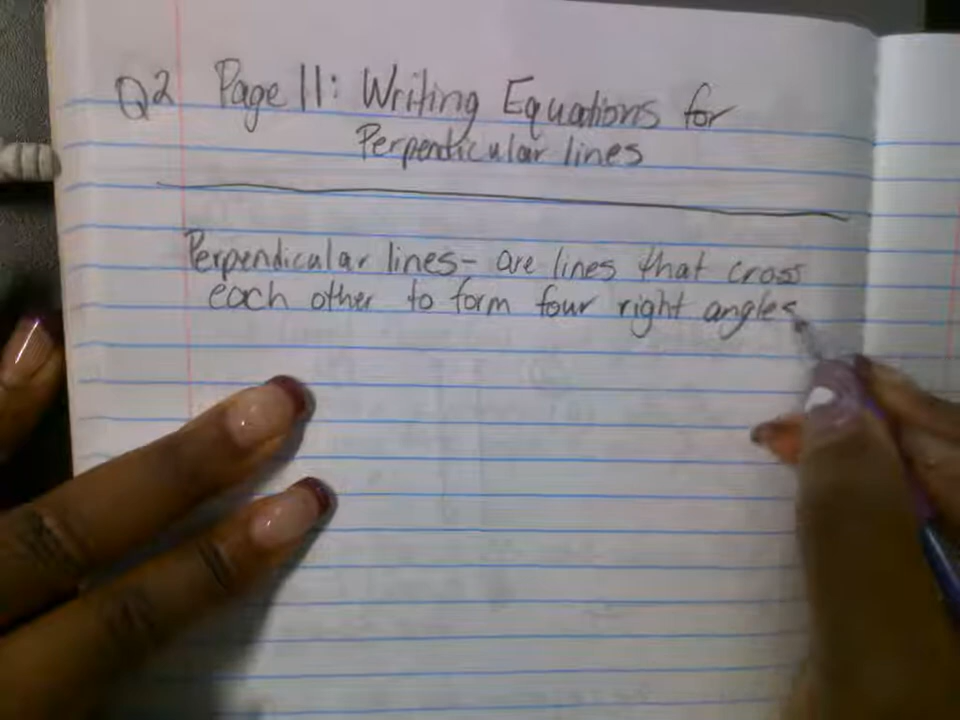 Q2 Page 11: Writing Equations for
Perpendicular lines
Perpendicular lines- are lines that cross
each other to form four right angles